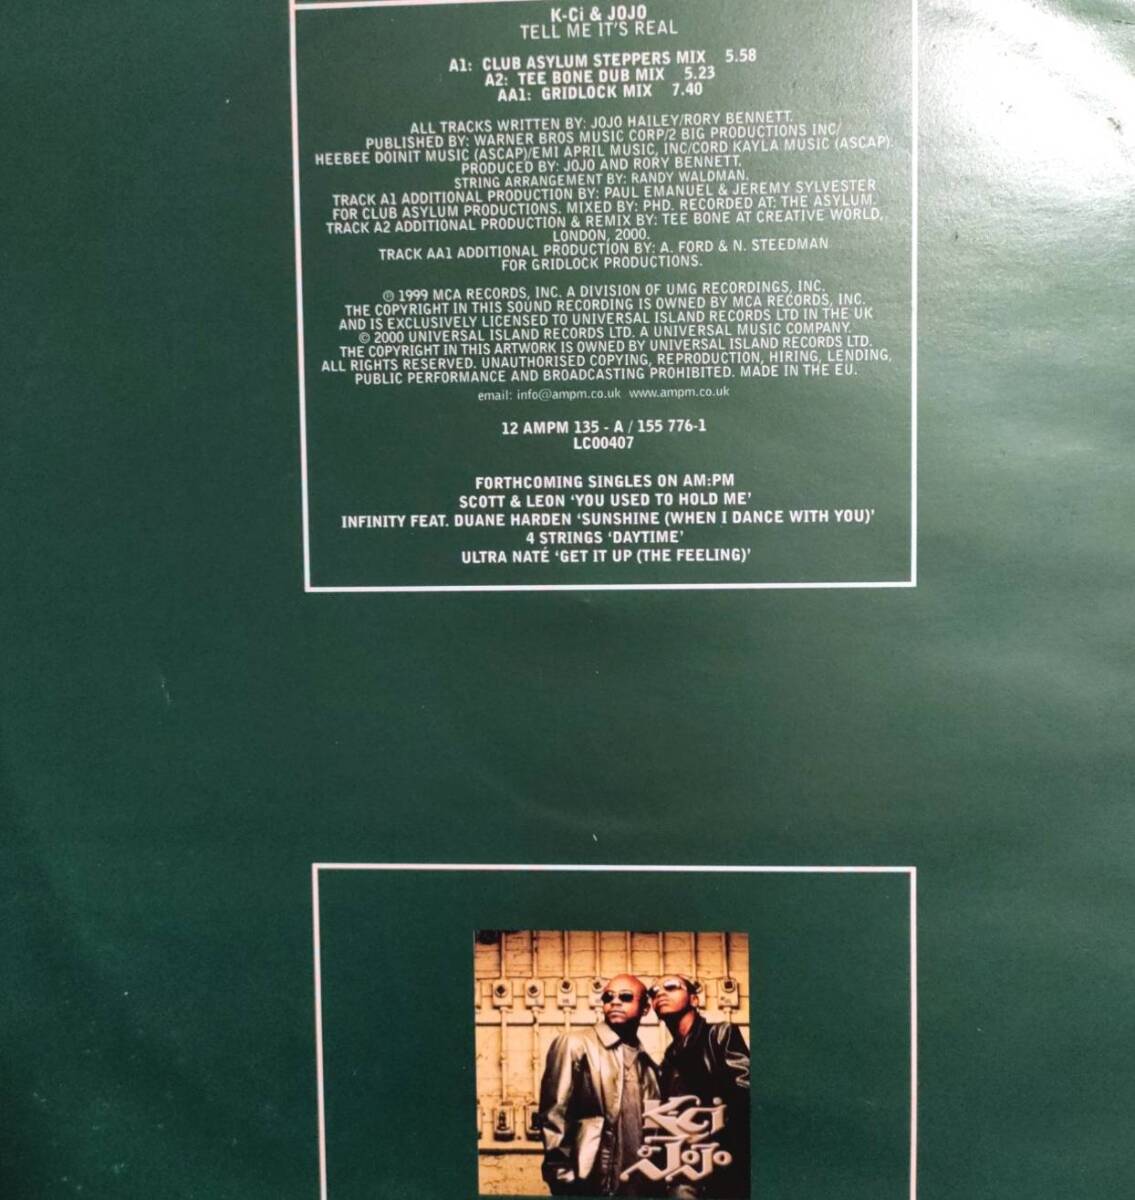 K-Ci & JOJO
TELL ME IT'S REAL
A1: CLUB ASYLUM STEPPERS MIX 5.58
A2: TEE BONE DUB MIX 5.23
AA1: GRIDLOCK MIX 7.40
ALL TRACKS WRITTEN BY: JOJO HAILEY/RORY BENNETT.
PUBLISHED BY: WARNER BROS MUSIC CORP/2 BIG PRODUCTIONS INC/
HEEBEE DOINIT MUSIC (ASCAP)/EMI APRIL MUSIC, INC/CORD KAYLA MUSIC (ASCAP).
PRODUCED BY: JOJO AND RORY BENNETT.
STRING ARRANGEMENT BY: RANDY WALDMAN.
TRACK A1 ADDITIONAL PRODUCTION BY: PAUL EMANUEL & JEREMY SYLVESTER
FOR CLUB ASYLUM PRODUCTIONS. MIXED BY: PHD. RECORDED AT: THE ASYLUM.
TRACK A2 ADDITIONAL PRODUCTION & REMIX BY: TEE BONE AT CREATIVE WORLD,
LONDON, 2000.
TRACK AA1 ADDITIONAL PRODUCTION BY: A. FORD & N. STEEDMAN
FOR GRIDLOCK PRODUCTIONS.
℗ 1999 MCA RECORDS, INC. A DIVISION OF UMG RECORDINGS, INC.
THE COPYRIGHT IN THIS SOUND RECORDING IS OWNED BY MCA RECORDS, INC.
AND IS EXCLUSIVELY LICENSED TO UNIVERSAL ISLAND RECORDS LTD IN THE UK
© 2000 UNIVERSAL ISLAND RECORDS LTD. A UNIVERSAL MUSIC COMPANY.
THE COPYRIGHT IN THIS ARTWORK IS OWNED BY UNIVERSAL ISLAND RECORDS LTD.
ALL RIGHTS RESERVED. UNAUTHORISED COPYING, REPRODUCTION, HIRING, LENDING,
PUBLIC PERFORMANCE AND BROADCASTING PROHIBITED. MADE IN THE EU.
email: info@ampm.co.uk www.ampm.co.uk
12 AMPM 135 - A / 155 776-1
LC00407
FORTHCOMING SINGLES ON AM:PM
SCOTT & LEON 'YOU USED TO HOLD ME'
INFINITY FEAT. DUANE HARDEN 'SUNSHINE (WHEN I DANCE WITH YOU)'
4 STRINGS 'DAYTIME'
ULTRA NATÉ 'GET IT UP (THE FEELING)'
K-Ci
& JoJo